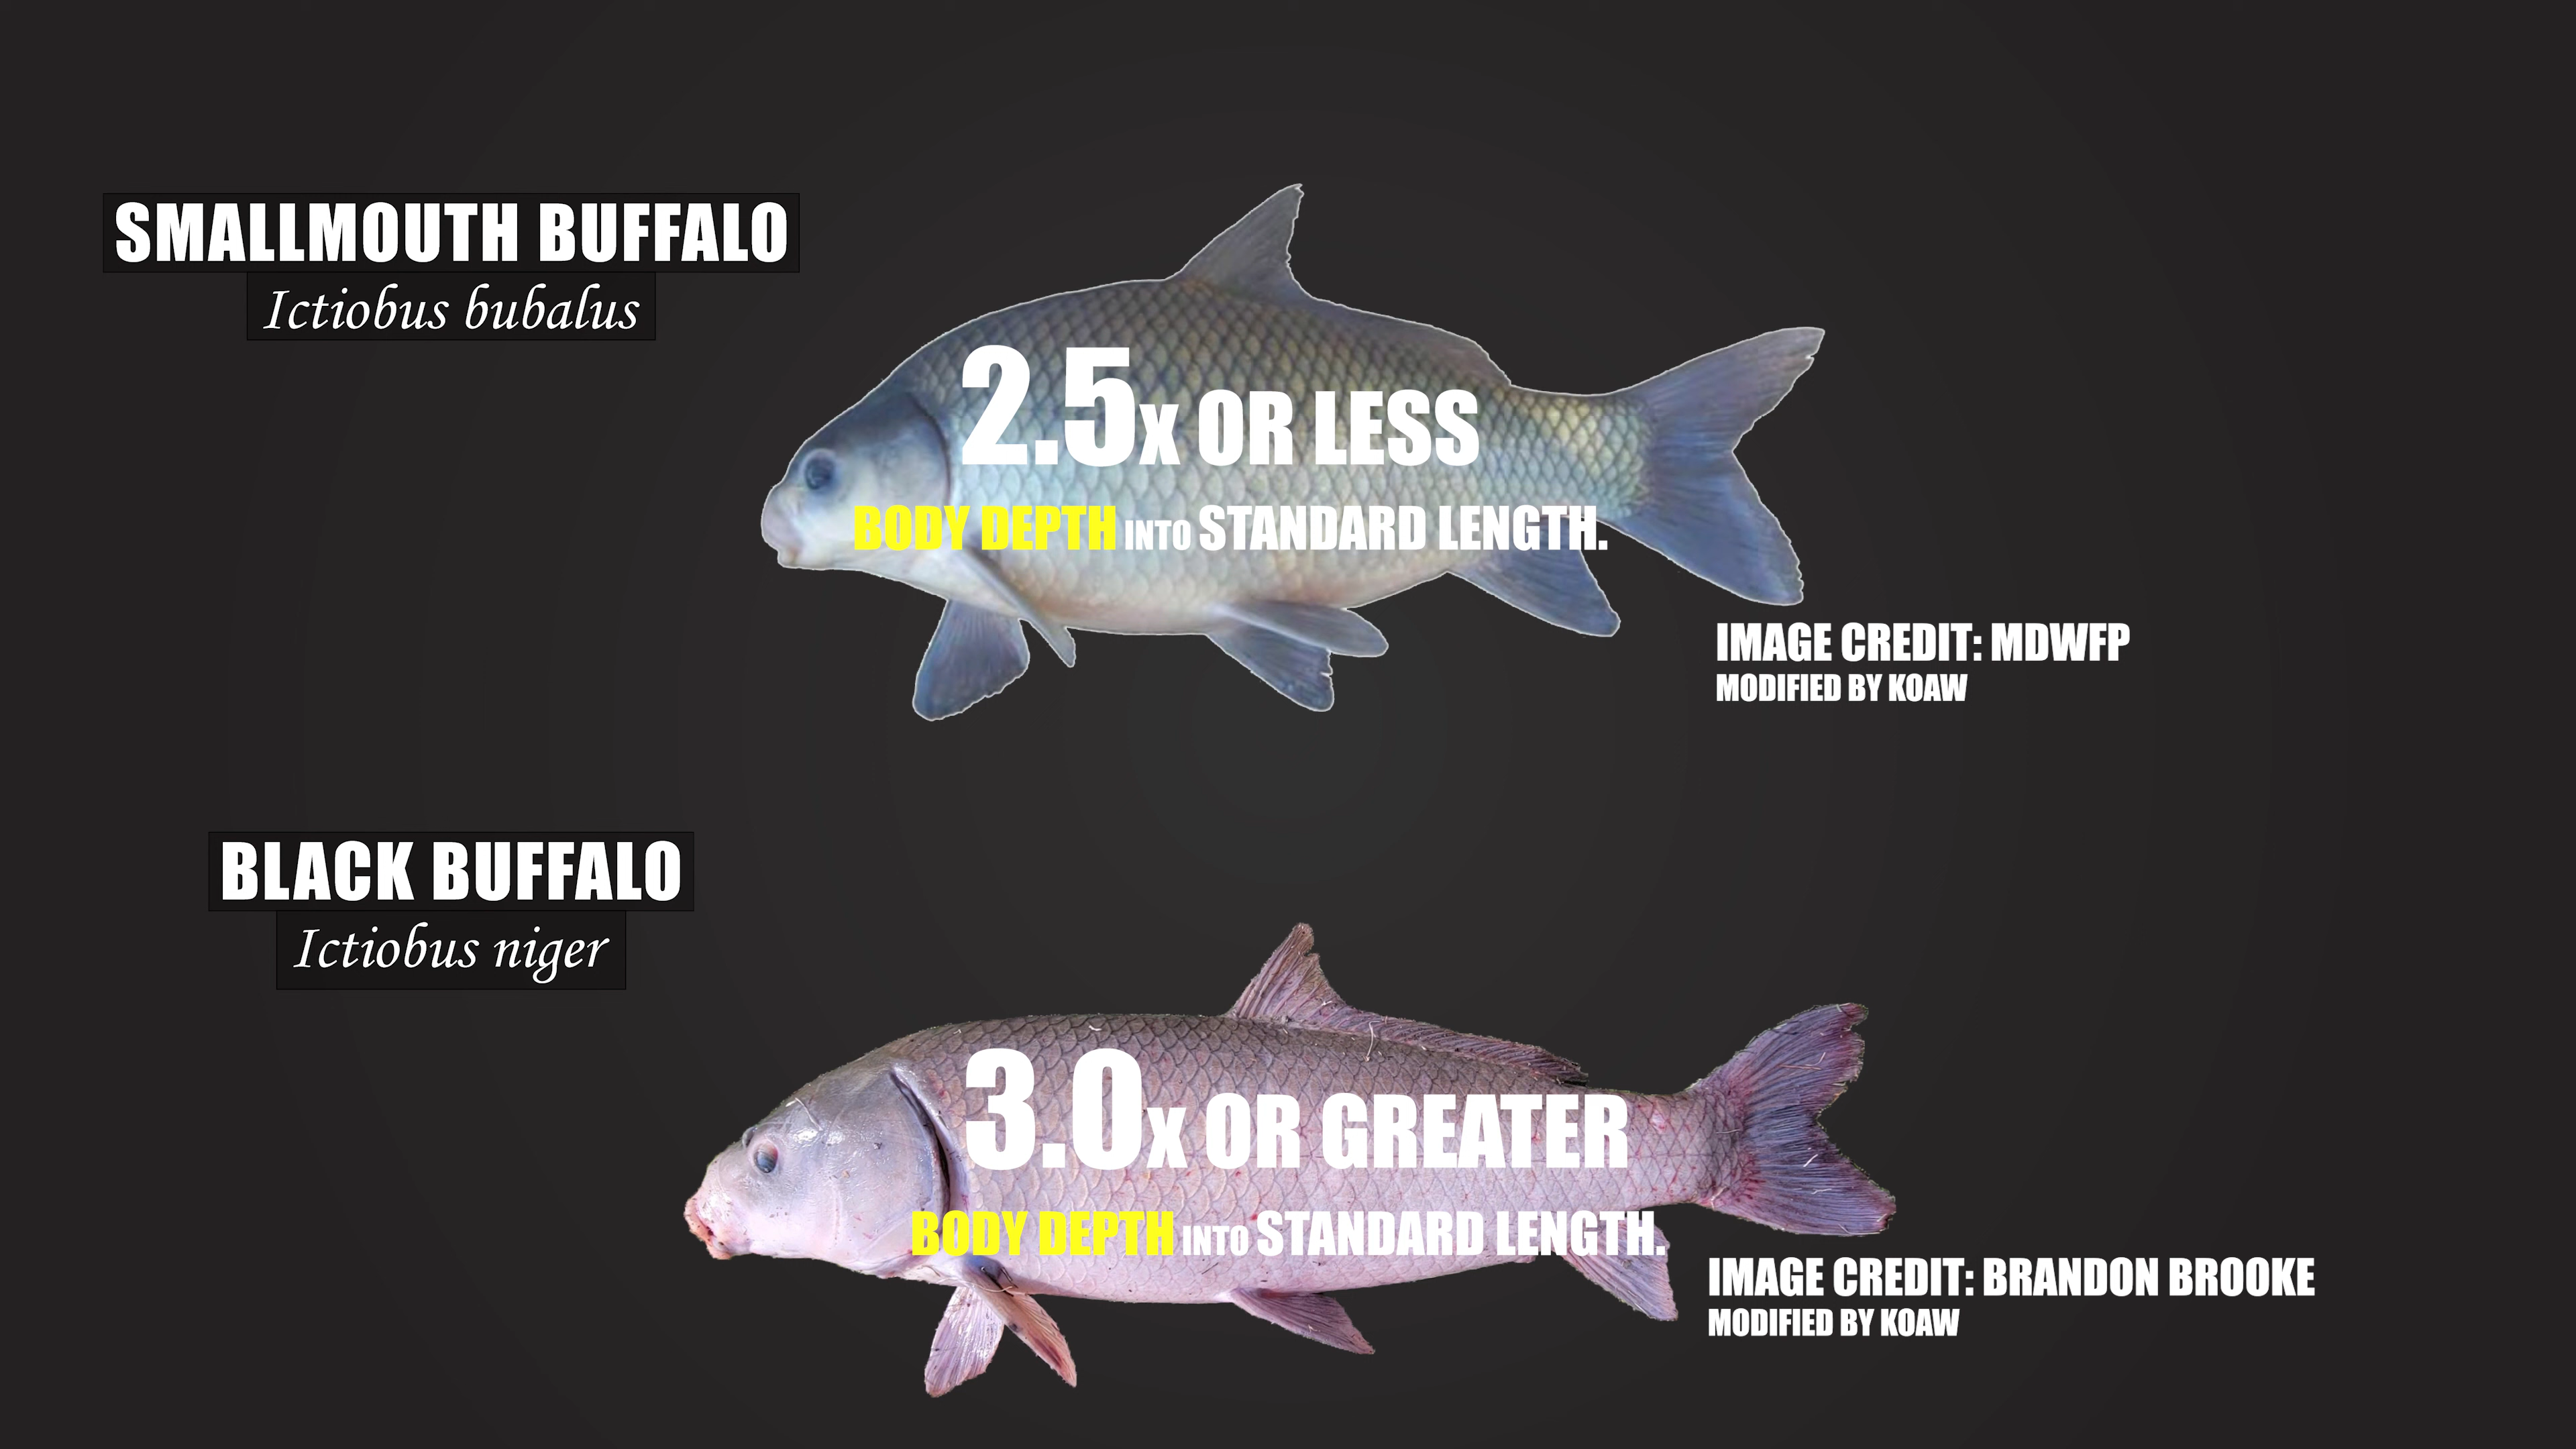 SMALLMOUTH BUFFALO
Ictiobus bubalus
2.5X OR LESS
BODY DEPTH INTO STANDARD LENGTH.
IMAGE CREDIT: MDWFP
MODIFIED BY KOAW
BLACK BUFFALO
Ictiobus niger
3.0X OR GREATER
BODY DEPTH INTO STANDARD LENGTH.
IMAGE CREDIT: BRANDON BROOKE
MODIFIED BY KOAW